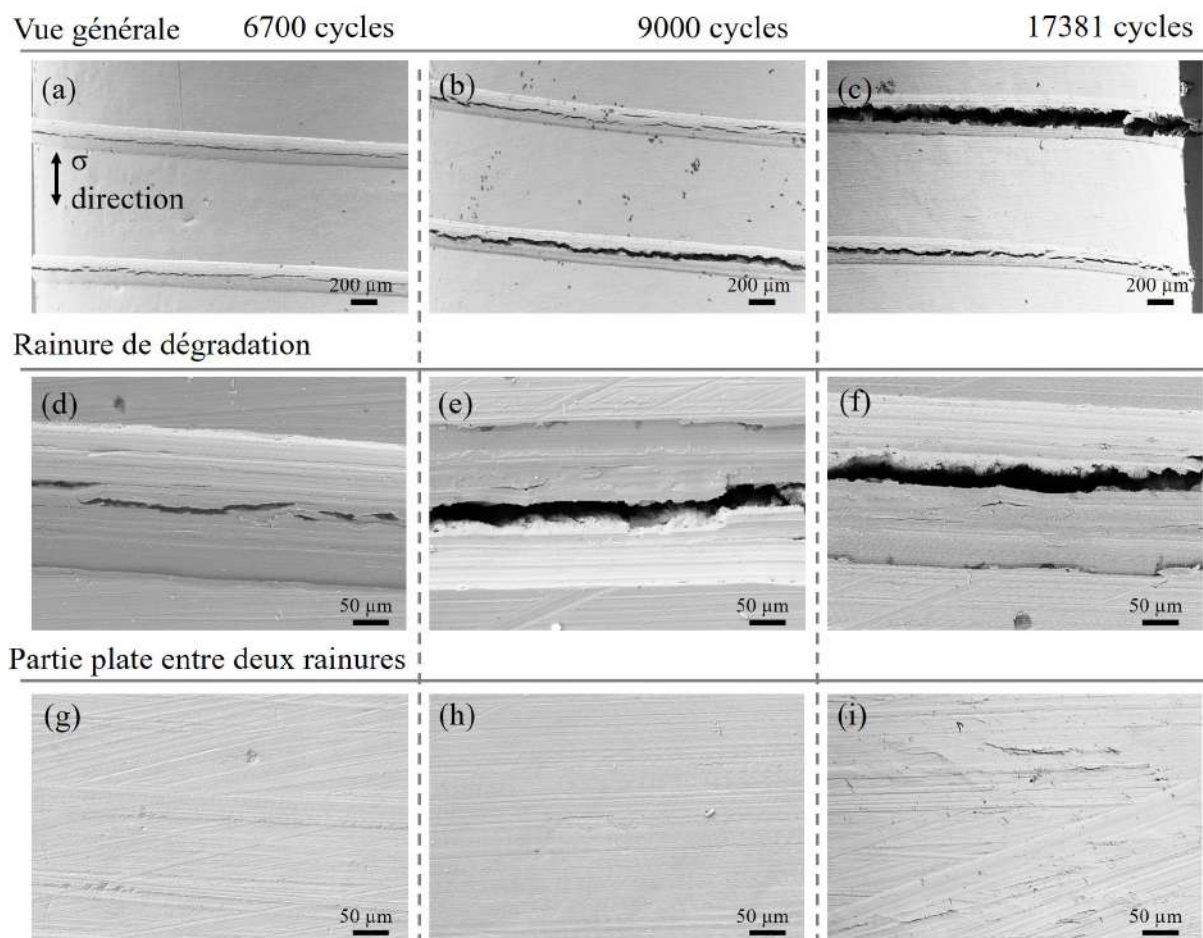 Vue générale 6700 cycles 9000 cycles 17381 cycles
(a) (b) (c)
σ
direction
200 µm 200 µm 200 µm
Rainure de dégradation
(d) (e) (f)
50 µm 50 µm 50 µm
Partie plate entre deux rainures
(g) (h) (i)
50 µm 50 µm 50 µm